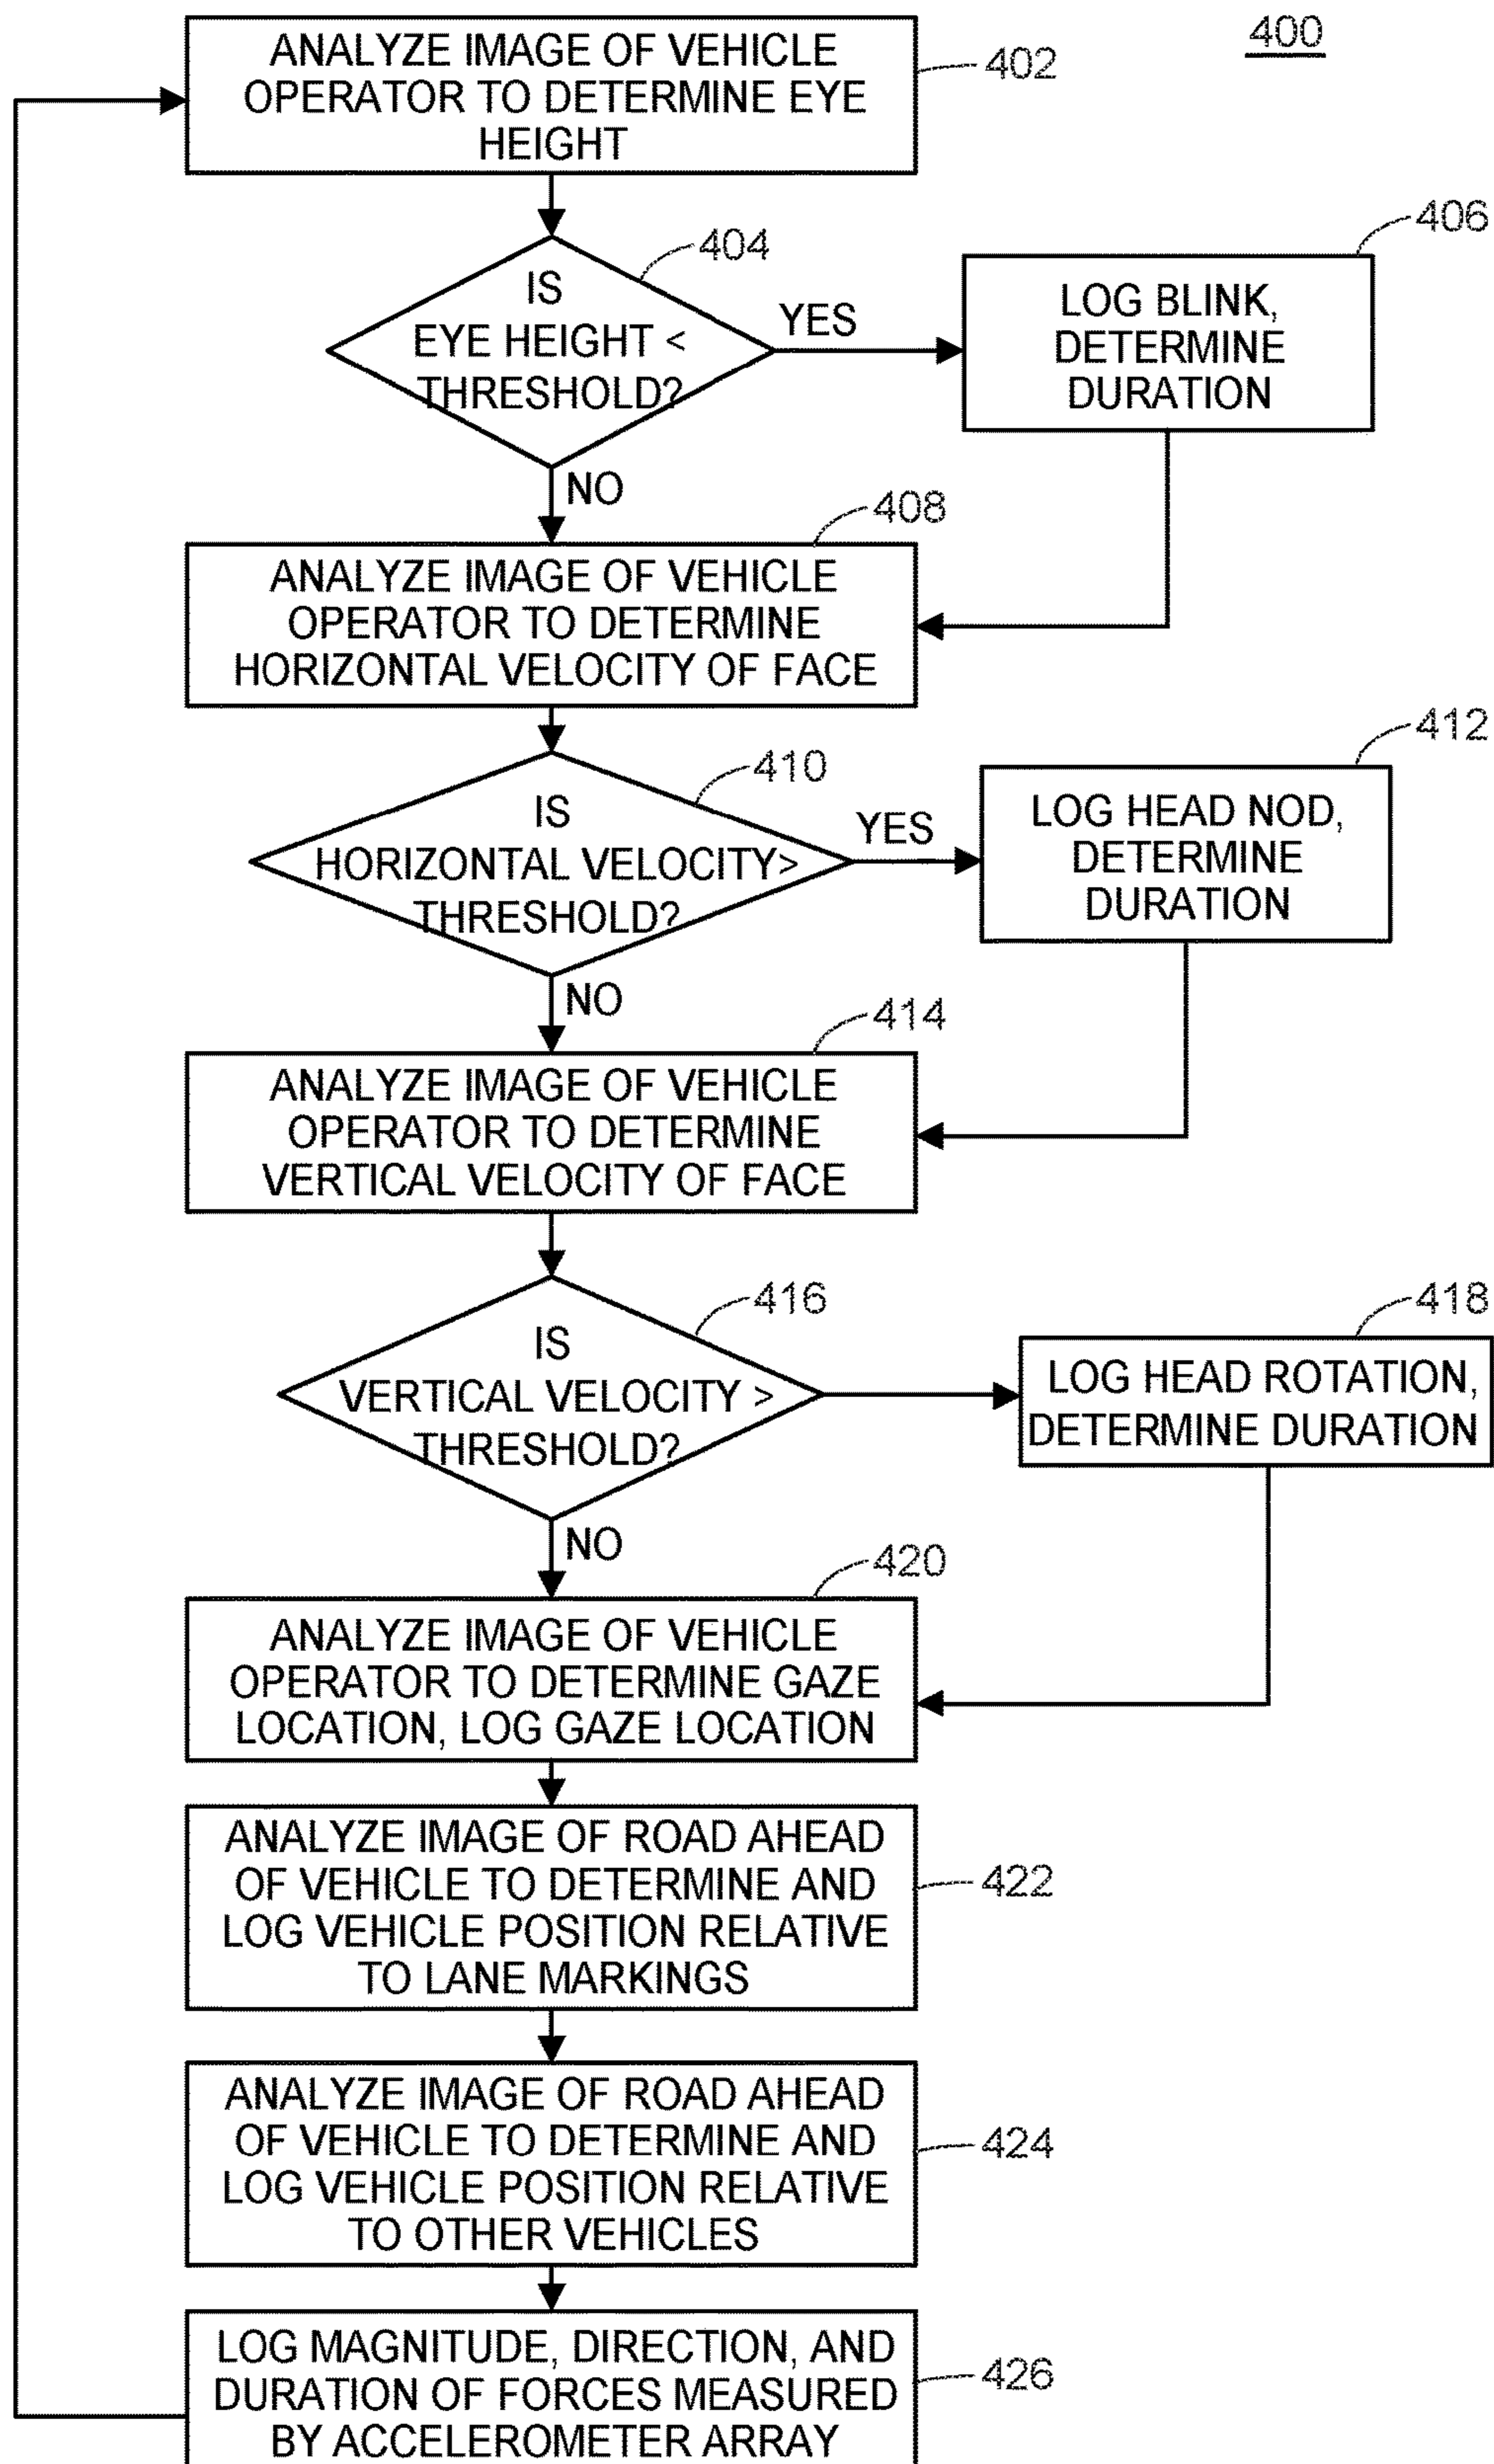 400
ANALYZE IMAGE OF VEHICLE
OPERATOR TO DETERMINE EYE
HEIGHT
402
IS
EYE HEIGHT <
THRESHOLD?
404
YES
NO
LOG BLINK,
DETERMINE
DURATION
406
ANALYZE IMAGE OF VEHICLE
OPERATOR TO DETERMINE
HORIZONTAL VELOCITY OF FACE
408
IS
HORIZONTAL VELOCITY>
THRESHOLD?
410
YES
NO
LOG HEAD NOD,
DETERMINE
DURATION
412
ANALYZE IMAGE OF VEHICLE
OPERATOR TO DETERMINE
VERTICAL VELOCITY OF FACE
414
IS
VERTICAL VELOCITY >
THRESHOLD?
416
NO
LOG HEAD ROTATION,
DETERMINE DURATION
418
ANALYZE IMAGE OF VEHICLE
OPERATOR TO DETERMINE GAZE
LOCATION, LOG GAZE LOCATION
420
ANALYZE IMAGE OF ROAD AHEAD
OF VEHICLE TO DETERMINE AND
LOG VEHICLE POSITION RELATIVE
TO LANE MARKINGS
422
ANALYZE IMAGE OF ROAD AHEAD
OF VEHICLE TO DETERMINE AND
LOG VEHICLE POSITION RELATIVE
TO OTHER VEHICLES
424
LOG MAGNITUDE, DIRECTION, AND
DURATION OF FORCES MEASURED
BY ACCELEROMETER ARRAY
426